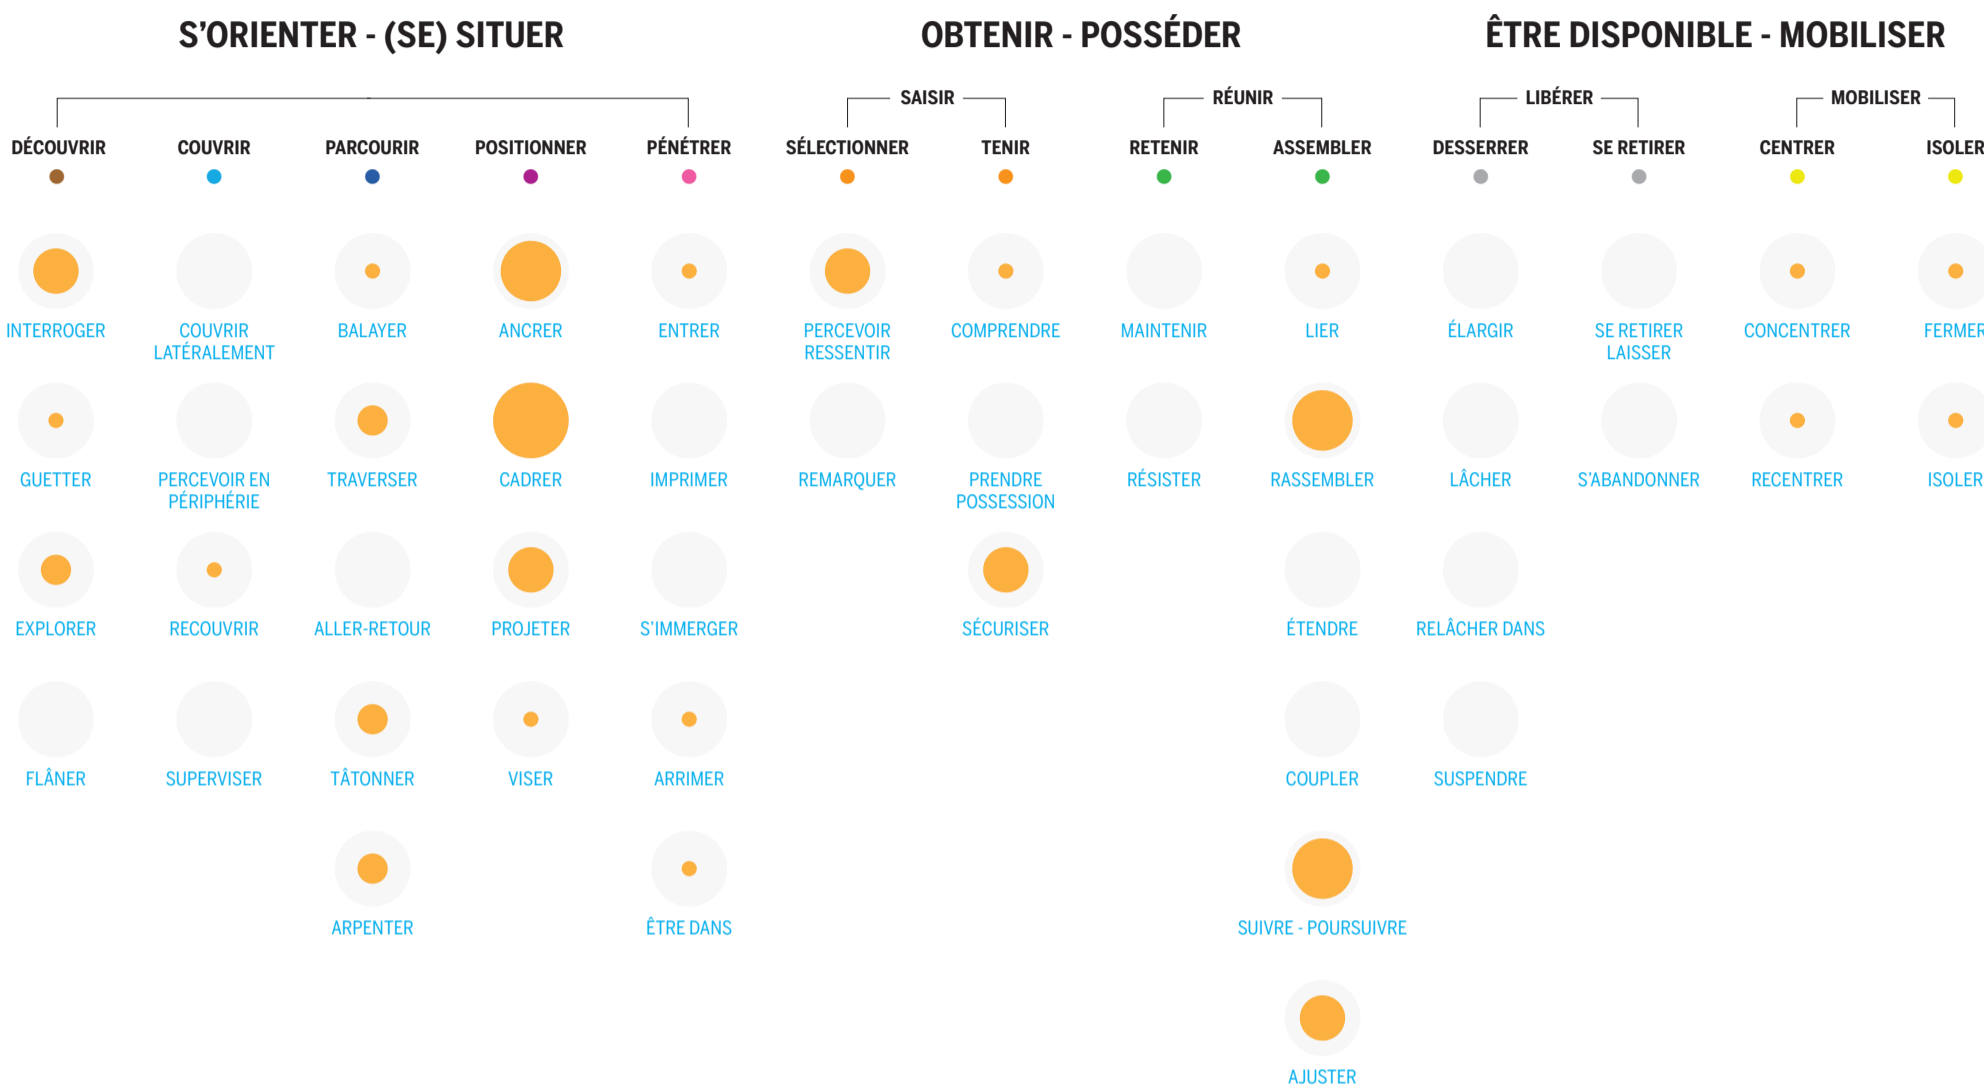 S'ORIENTER - (SE) SITUER
OBTENIR - POSSÉDER
ÊTRE DISPONIBLE - MOBILISER
SAISIR
RÉUNIR
LIBÉRER
MOBILISER
DÉCOUVRIR
COUVRIR
PARCOURIR
POSITIONNER
PÉNÉTRER
SÉLECTIONNER
TENIR
RETENIR
ASSEMBLER
DESSERRER
SE RETIRER
CENTRER
ISOLER
INTERROGER
COUVRIR
LATÉRALEMENT
BALAYER
ANCRER
ENTRER
PERCEVOIR
RESSENTIR
COMPRENDRE
MAINTENIR
LIER
ÉLARGIR
SE RETIRER
LAISSER
CONCENTRER
FERMER
GUETTER
PERCEVOIR EN
PÉRIPHÉRIE
TRAVERSER
CADRER
IMPRIMER
REMARQUER
PRENDRE
POSSESSION
RÉSISTER
RASSEMBLER
LÂCHER
S'ABANDONNER
RECENTRER
ISOLER
EXPLORER
RECOUVRIR
ALLER-RETOUR
PROJETER
S'IMMERGER
SÉCURISER
ÉTENDRE
RELÂCHER DANS
FLÂNER
SUPERVISER
TÂTONNER
VISER
ARRIMER
COUPLER
SUSPENDRE
ARPENTER
ÊTRE DANS
SUIVRE - POURSUIVRE
AJUSTER